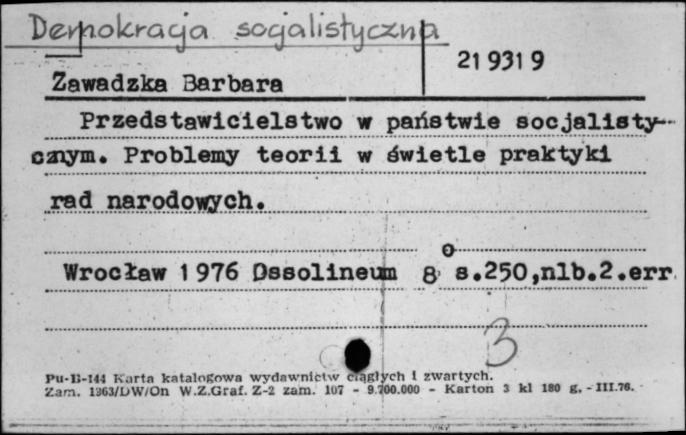 Demokracja socjalistyczna
219319
Zawadzka Barbara
Przedstawicielstwo w państwie socjalisty-
cznym. Problemy teorii w świetle praktyki
rad narodowych.
Wrocław 1976 Ossolineum 8° s.250,nlb.2.err
3
Pu-B-144 Karta katalogowa wydawnictw ciągłych i zwartych.
Zam. 1363/DW/On W.Z.Graf. Z-2 zam. 107 - 9.700.000 - Karton 3 kl 180 g. - III.76.